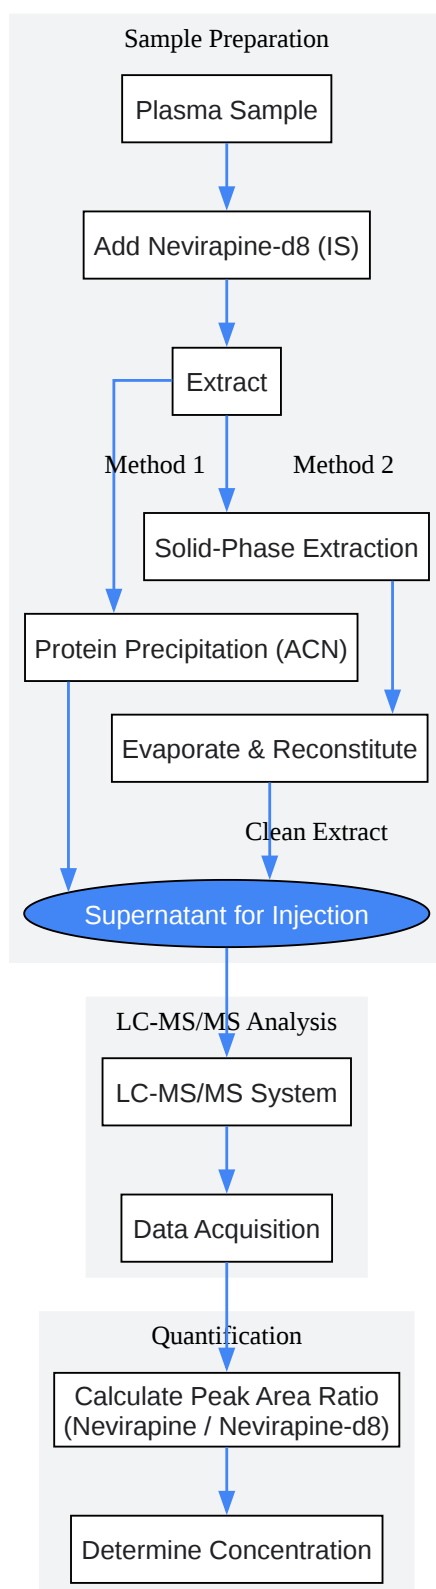 Sample Preparation
Plasma Sample
Add Nevirapine-d8 (IS)
Extract
Method 1
Method 2
Solid-Phase Extraction
Protein Precipitation (ACN)
Evaporate & Reconstitute
Clean Extract
Supernatant for Injection
LC-MS/MS Analysis
LC-MS/MS System
Data Acquisition
Quantification
Calculate Peak Area Ratio
(Nevirapine / Nevirapine-d8)
Determine Concentration